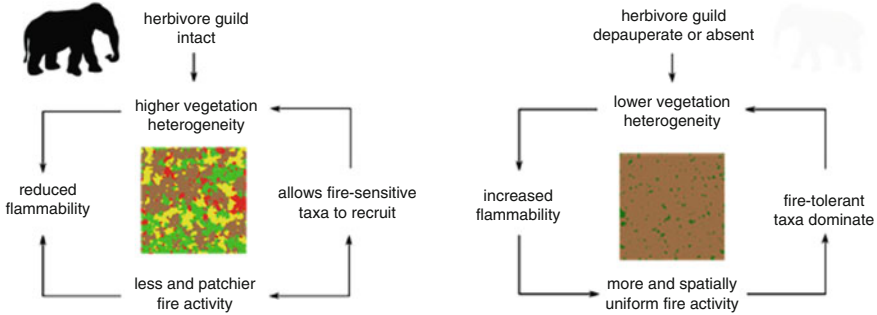 herbivore guild
intact
higher vegetation
heterogeneity
reduced
flammability
allows fire-sensitive
taxa to recruit
less and patchier
fire activity
herbivore guild
depauperate or absent
lower vegetation
heterogeneity
increased
flammability
fire-tolerant
taxa dominate
more and spatially
uniform fire activity